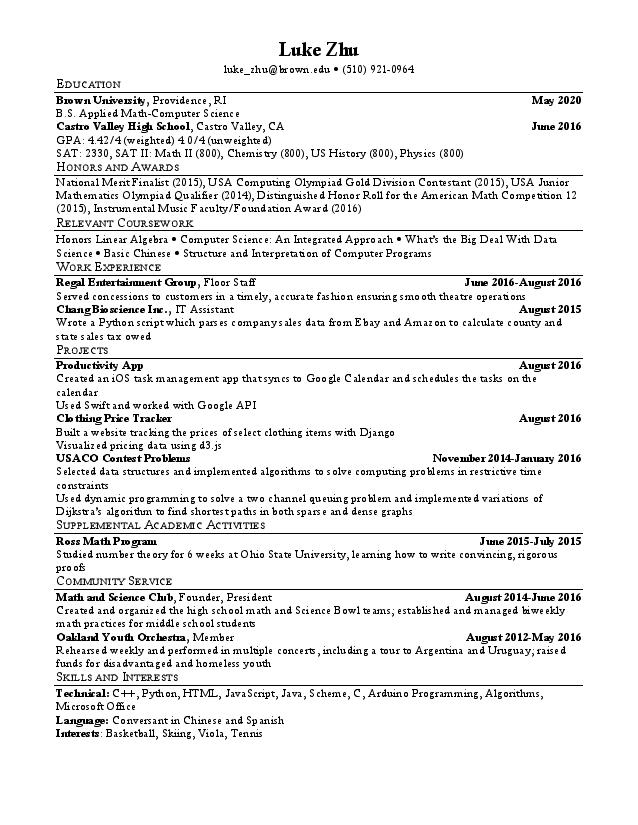 Luke Zhu
luke_zhu@brown.edu • (510) 921-0964
EDUCATION
Brown University, Providence, RI May 2020
B.S. Applied Math-Computer Science
Castro Valley High School, Castro Valley, CA June 2016
GPA: 4.42/4 (weighted) 4.0/4 (unweighted)
SAT: 2330, SAT II: Math II (800), Chemistry (800), US History (800), Physics (800)
HONORS AND AWARDS
National Merit Finalist (2015), USA Computing Olympiad Gold Division Contestant (2015), USA Junior
Mathematics Olympiad Qualifier (2014), Distinguished Honor Roll for the American Math Competition 12
(2015), Instrumental Music Faculty/Foundation Award (2016)
RELEVANT COURSEWORK
Honors Linear Algebra • Computer Science: An Integrated Approach • What's the Big Deal With Data
Science • Basic Chinese • Structure and Interpretation of Computer Programs
WORK EXPERIENCE
Regal Entertainment Group, Floor Staff June 2016-August 2016
Served concessions to customers in a timely, accurate fashion ensuring smooth theatre operations
Chang Bioscience Inc., IT Assistant August 2015
Wrote a Python script which parses company sales data from Ebay and Amazon to calculate county and
state sales tax owed
PROJECTS
Productivity App August 2016
Created an iOS task management app that syncs to Google Calendar and schedules the tasks on the
calendar
Used Swift and worked with Google API
Clothing Price Tracker August 2016
Built a website tracking the prices of select clothing items with Django
Visualized pricing data using d3.js
USACO Contest Problems November 2014-January 2016
Selected data structures and implemented algorithms to solve computing problems in restrictive time
constraints
Used dynamic programming to solve a two channel queuing problem and implemented variations of
Dijkstra's algorithm to find shortest paths in both sparse and dense graphs
SUPPLEMENTAL ACADEMIC ACTIVITIES
Ross Math Program June 2015-July 2015
Studied number theory for 6 weeks at Ohio State University, learning how to write convincing, rigorous
proofs
COMMUNITY SERVICE
Math and Science Club, Founder, President August 2014-June 2016
Created and organized the high school math and Science Bowl teams; established and managed biweekly
math practices for middle school students
Oakland Youth Orchestra, Member August 2012-May 2016
Rehearsed weekly and performed in multiple concerts, including a tour to Argentina and Uruguay; raised
funds for disadvantaged and homeless youth
SKILLS AND INTERESTS
Technical: C++, Python, HTML, JavaScript, Java, Scheme, C, Arduino Programming, Algorithms,
Microsoft Office
Language: Conversant in Chinese and Spanish
Interests: Basketball, Skiing, Viola, Tennis